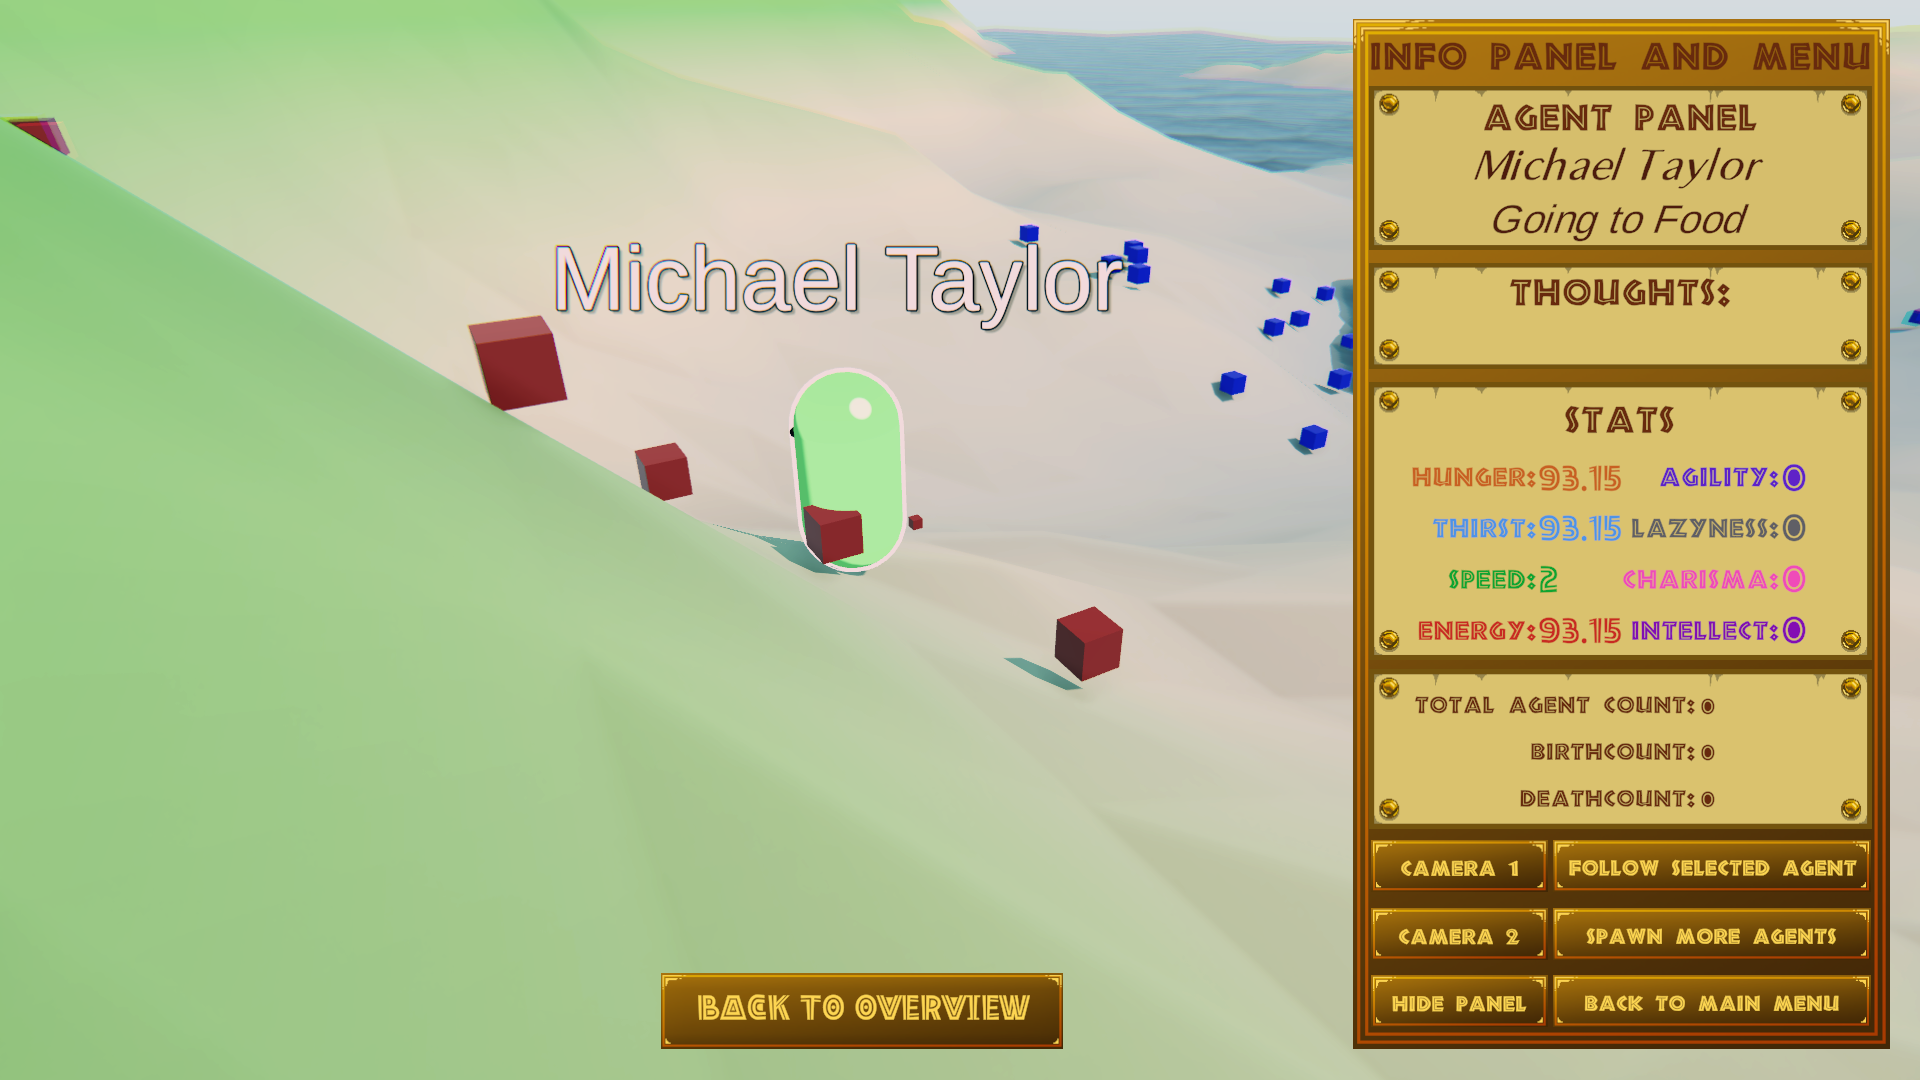 Michael Taylor
INFO PANEL AND MENU
AGENT PANEL
Michael Taylor
Going to Food
THOUGHTS:
STATS
HUNGER:93.15 AGILITY:0
THIRST:93.15 LAZYNESS:0
SPEED:2 CHARISMA:0
ENERGY:93.15 INTELLECT:0
TOTAL AGENT COUNT:0
BIRTHCOUNT:0
DEATHCOUNT:0
CAMERA 1 FOLLOW SELECTED AGENT
CAMERA 2 SPAWN MORE AGENTS
HIDE PANEL BACK TO MAIN MENU
BACK TO OVERVIEW